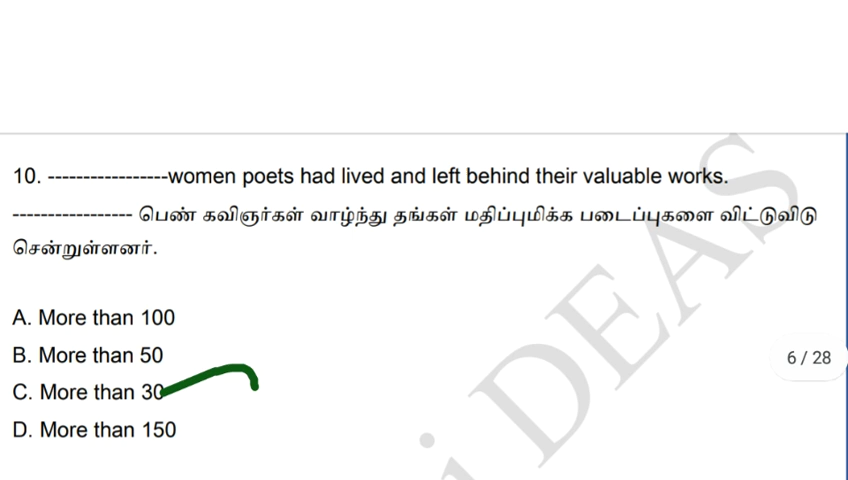 10. -----------------women poets had lived and left behind their valuable works.
----------------- பெண் கவிஞர்கள் வாழ்ந்து தங்கள் மதிப்புமிக்க படைப்புகளை விட்டுவிடு
சென்றுள்ளனர்.
A. More than 100
B. More than 50
6 / 28
C. More than 30
D. More than 150
i DEAS